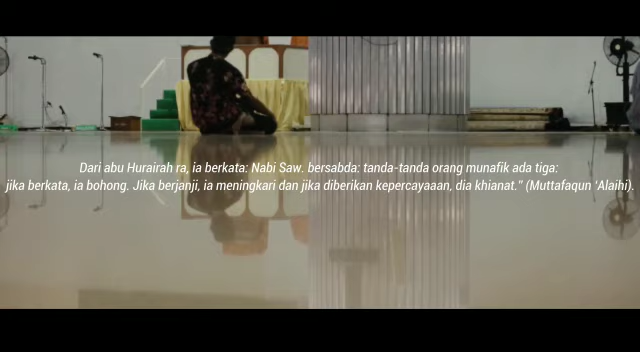 Dari abu Hurairah ra, ia berkata: Nabi Saw. bersabda: tanda-tanda orang munafik ada tiga:
jika berkata, ia bohong. Jika berjanji, ia meningkari dan jika diberikan kepercayaaan, dia khianat." (Muttafaqun 'Alaihi).